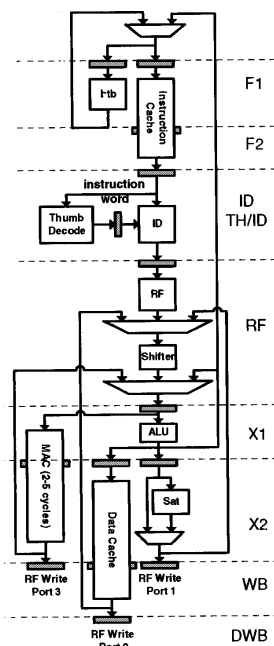 F1
btb
Instruction
Cache
F2
instruction
word
ID
TH/ID
Thumb
Decode
ID
RF
RF
Shifter
ALU
X1
MAC (2-5 cycles)
Sat
Data Cache
X2
RF Write
Port 3
RF Write
Port 1
WB
RF Write
DWB